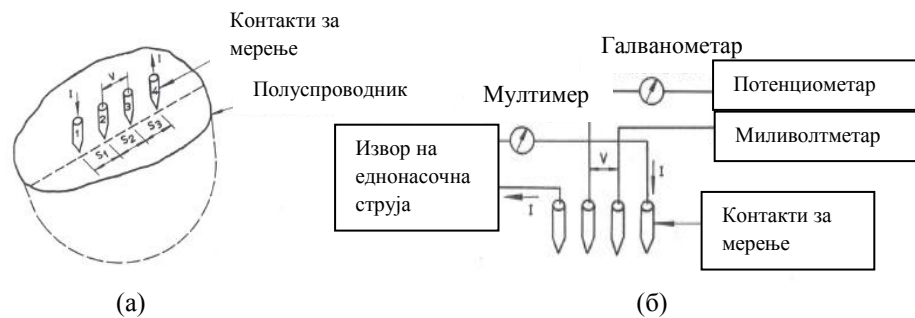 Контакти за
мерење
I
V
I
Полуспроводник
1
2
3
4
S1
S2
S3
(а)
Галванометар
Потенциометар
Мултимер
Миливолтметар
Извор на
еднонасочна
струја
V
I
I
Контакти за
мерење
(б)